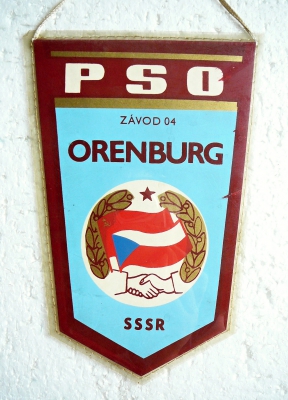 PSO
ZÁVOD 04
ORENBURG
SSSR